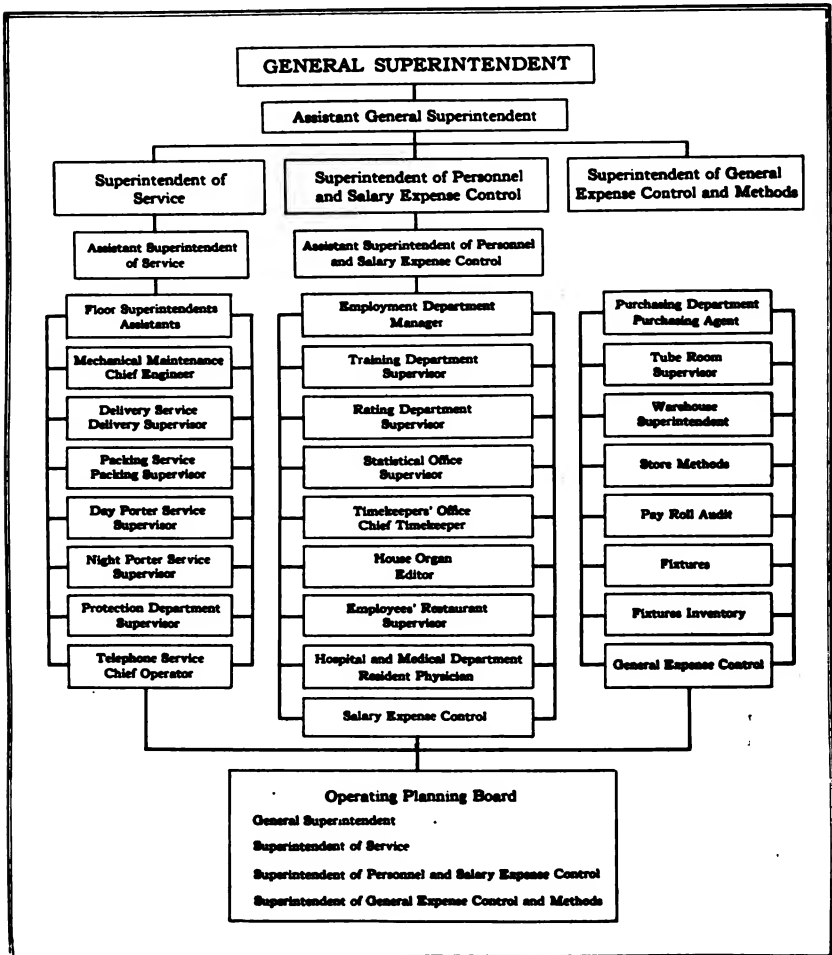 GENERAL SUPERINTENDENT
Assistant General Superintendent
Superintendent of
Service
Superintendent of Personnel
and Salary Expense Control
Superintendent of General
Expense Control and Methods
Assistant Superintendent
of Service
Assistant Superintendent of Personnel
and Salary Expense Control
Floor Superintendents
Assistants
Mechanical Maintenance
Chief Engineer
Delivery Service
Delivery Supervisor
Packing Service
Packing Supervisor
Day Porter Service
Supervisor
Night Porter Service
Supervisor
Protection Department
Supervisor
Telephone Service
Chief Operator
Employment Department
Manager
Training Department
Supervisor
Rating Department
Supervisor
Statistical Office
Supervisor
Timekeepers' Office
Chief Timekeeper
House Organ
Editor
Employees' Restaurant
Supervisor
Hospital and Medical Department
Resident Physician
Salary Expense Control
Purchasing Department
Purchasing Agent
Tube Room
Supervisor
Warehouse
Superintendent
Store Methods
Pay Roll Audit
Fixtures
Fixtures Inventory
General Expense Control
Operating Planning Board
General Superintendent
Superintendent of Service
Superintendent of Personnel and Salary Expense Control
Superintendent of General Expense Control and Methods